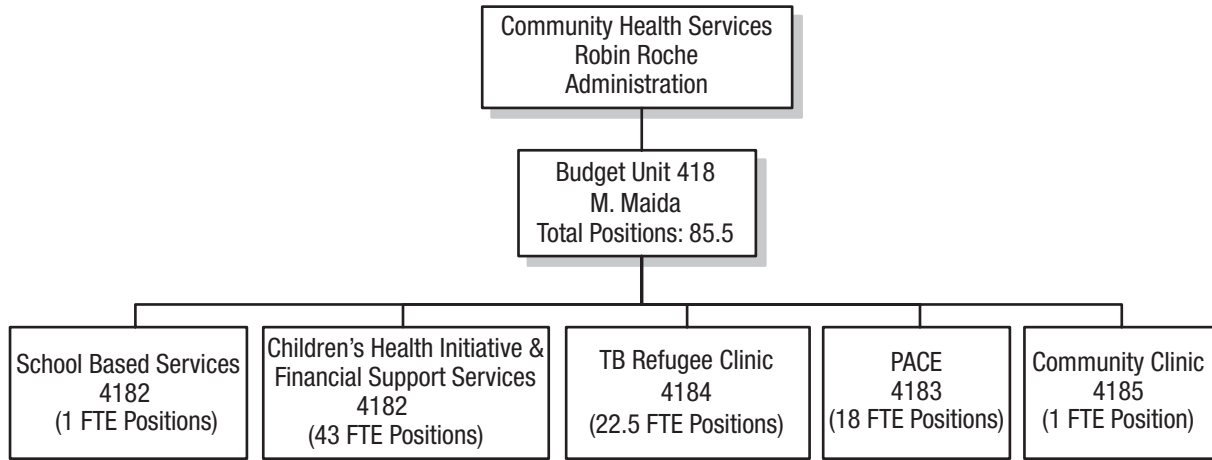 Community Health Services
Robin Roche
Administration
Budget Unit 418
M. Maida
Total Positions: 85.5
School Based Services
4182
(1 FTE Positions)
Children's Health Initiative &
Financial Support Services
4182
(43 FTE Positions)
TB Refugee Clinic
4184
(22.5 FTE Positions)
PACE
4183
(18 FTE Positions)
Community Clinic
4185
(1 FTE Position)